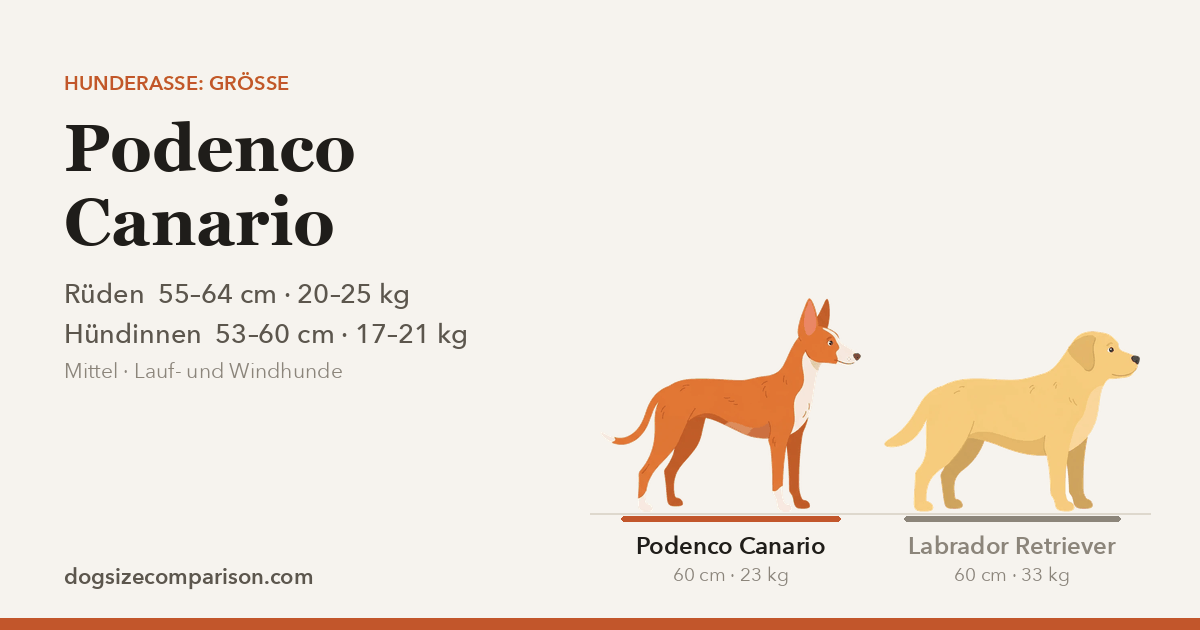 HUNDERASSE: GRÖSSE
Podenco
Canario
Rüden 55–64 cm · 20–25 kg
Hündinnen 53–60 cm · 17–21 kg
Mittel · Lauf- und Windhunde
Podenco Canario
60 cm · 23 kg
Labrador Retriever
60 cm · 33 kg
dogsizecomparison.com